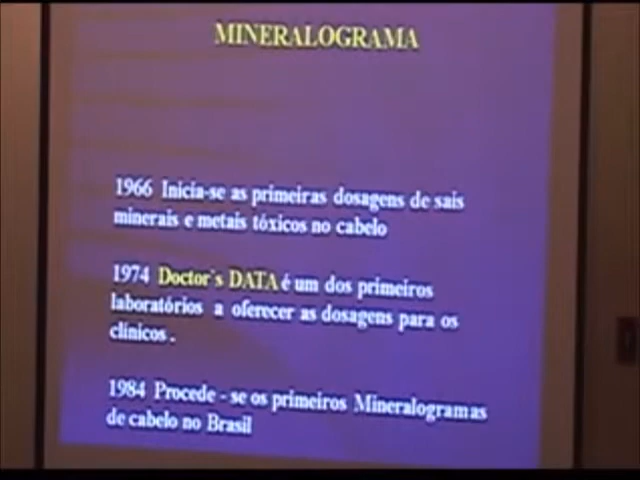 MINERALOGRAMA
1966 Inicia-se as primeiras dosagens de sais
minerais e metais tóxicos no cabelo
1974 Doctor's DATA é um dos primeiros
laboratórios a oferecer as dosagens para os
clínicos .
1984 Procede - se os primeiros Mineralogramas
de cabelo no Brasil